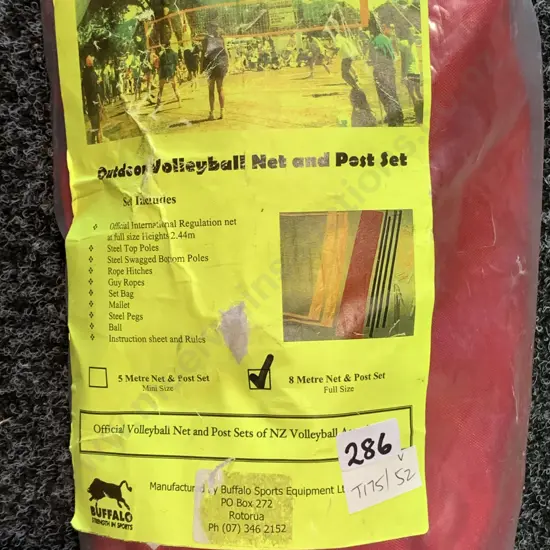 Outdoor Volleyball Net and Post Set
Set Includes
Official International Regulation net
at full size Heights 2.44m
Steel Top Poles
Steel Swagged Bottom Poles
Rope Hitches
Guy Ropes
Set Bag
Mallet
Steel Pegs
Ball
Instruction sheet and Rules
5 Metre Net & Post Set
Mini Size
8 Metre Net & Post Set
Full Size
Official Volleyball Net and Post Sets of NZ Volleyball
286
V
T175/52
Manufactured by Buffalo Sports Equipment
PO Box 272
Rotorua
Ph (07) 346 2152
BUFFALO
STRENGTH IN SPORTS